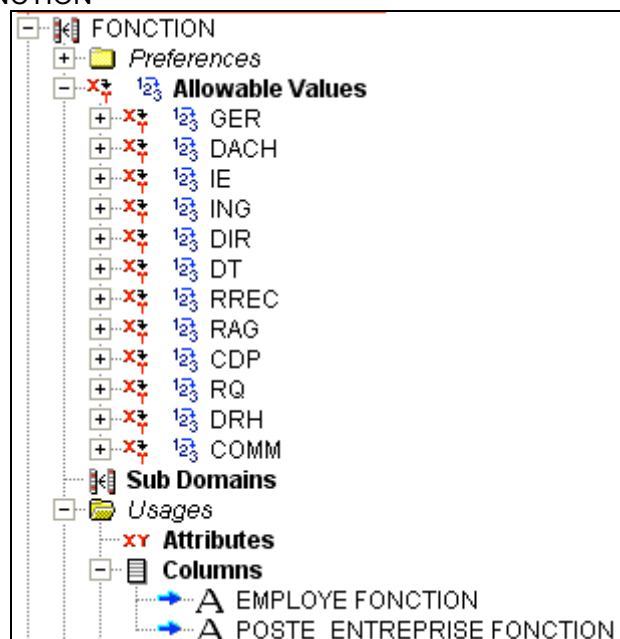 NCTION
FONCTION
Preferences
Allowable Values
GER
DACH
IE
ING
DIR
DT
RREC
RAG
CDP
RQ
DRH
COMM
Sub Domains
Usages
Attributes
Columns
EMPLOYE FONCTION
POSTE_ENTREPRISE FONCTION